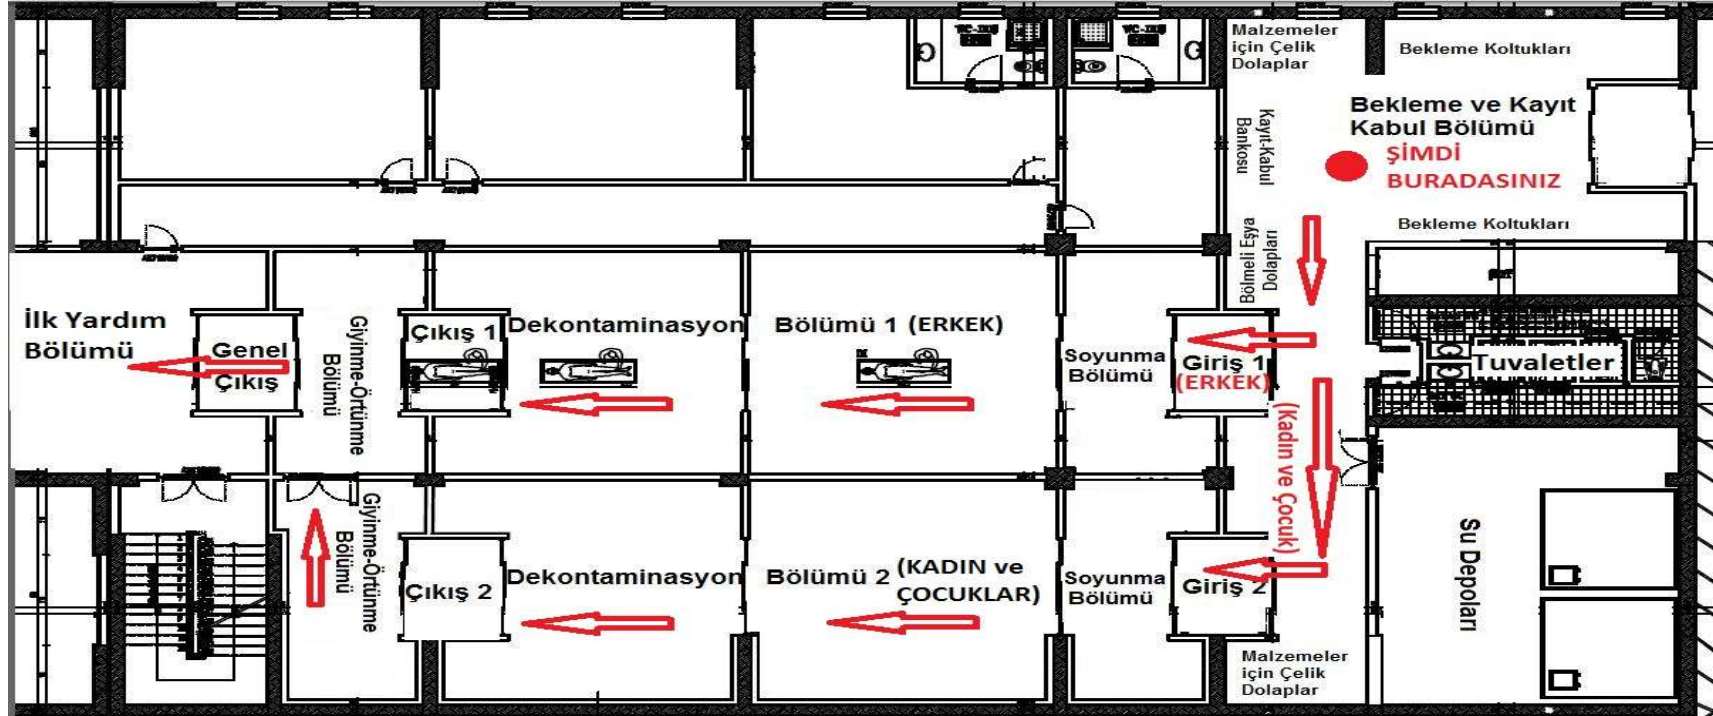 Malzemeler
için Çelik
Dolaplar
Bekleme Koltukları
Bekleme ve Kayıt
Kabul Bölümü
ŞİMDİ
BURADASINIZ
Kayıt-Kabul
Bankosu
Bekleme Koltukları
Bölmeli Eşya
Dolapları
İlk Yardım
Bölümü
Genel
Çıkış
Giyinme-Örtünme
Bölümü
Çıkış 1
Dekontaminasyon
Bölümü 1 (ERKEK)
Soyunma
Bölümü
Giriş 1
(ERKEK)
Tuvaletler
(Kadın ve Çocuk)
Giyinme-Örtünme
Bölümü
Çıkış 2
Dekontaminasyon
Bölümü 2 (KADIN ve
ÇOCUKLAR)
Soyunma
Bölümü
Giriş 2
Su Depoları
Malzemeler
için Çelik
Dolaplar